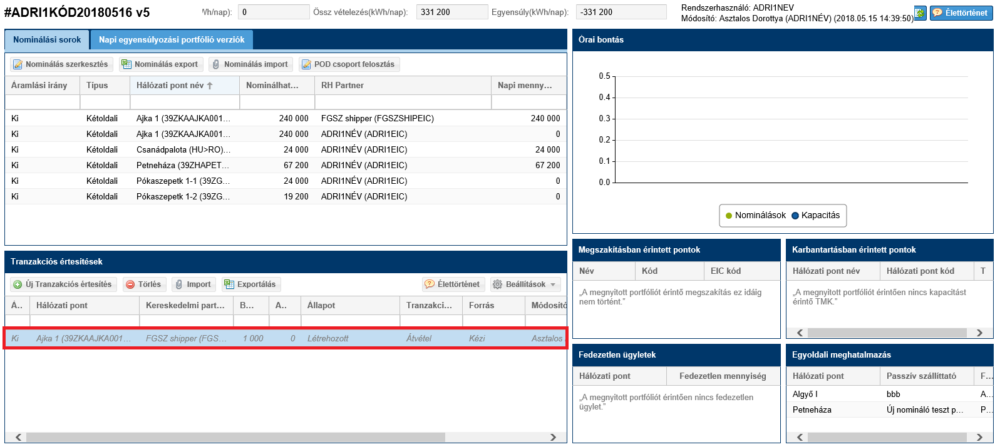 #ADRI1KÓD20180516 v5
Vh/nap): 0 Össz vételezés(kWh/nap): 331 200 Egyensúly(kWh/nap): -331 200
Rendszerhasználó: ADRI1NEV
Módosító: Asztalos Dorottya (ADRI1NÉV) (2018.05.15 14:39:50)
Élettörténet
Nominálási sorok Napi egyensúlyozási portfólió verziók
Nominálás szerkesztés Nominálás export Nominálás import POD csoport felosztás
Áramlási irány Típus Hálózati pont név Nominálhat... RH Partner Napi menny...
Ki Kétoldali Ajka 1 (39ZKAAJKA001... 240 000 FGSZ shipper (FGSZSHIPEIC) 240 000
Ki Kétoldali Ajka 1 (39ZKAAJKA001... 240 000 ADRI1NÉV (ADRI1EIC) 0
Ki Kétoldali Csanádpalota (HU>RO)... 24 000 ADRI1NÉV (ADRI1EIC) 24 000
Ki Kétoldali Petneháza (39ZHAPET... 67 200 ADRI1NÉV (ADRI1EIC) 67 200
Ki Kétoldali Pókaszepetk 1-1 (39ZG... 24 000 ADRI1NÉV (ADRI1EIC) 0
Ki Kétoldali Pókaszepetk 1-2 (39ZG... 19 200 ADRI1NÉV (ADRI1EIC) 0
Tranzakciós értesítések
Új Tranzakciós értesítés Törlés Import Exportálás Élettörténet Beállítások
Á.. Hálózati pont Kereskedelmi part... B... A.. Állapot Tranzakci... Forrás Módosító
Ki Ajka 1 (39ZKAAJKA001... FGSZ shipper (FGS... 1 000 0 Létrehozott Átvétel Kézi Asztalos
Órai bontás
0.5
0.4
0.3
0.2
0.1
0.0
Nominálások Kapacitás
Megszakításban érintett pontok
Név Kód EIC kód
„A megnyitott portfóliót érintő megszakítás ez idáig
nem történt.”
Karbantartásban érintett pontok
Hálózati pont név Hálózati pont kód T
„A megnyitott portfóliót érintően nincs kapacitást
érintő TMK.”
Fedezetlen ügyletek
Hálózati pont Fedezetlen mennyiség
„A megnyitott portfóliót érintően nincs fedezetlen
ügylet.”
Egyoldali meghatalmazás
Hálózati pont Passzív szállíttató F...
Algyő I bbb A...
Petneháza Új nomináló teszt p... P...